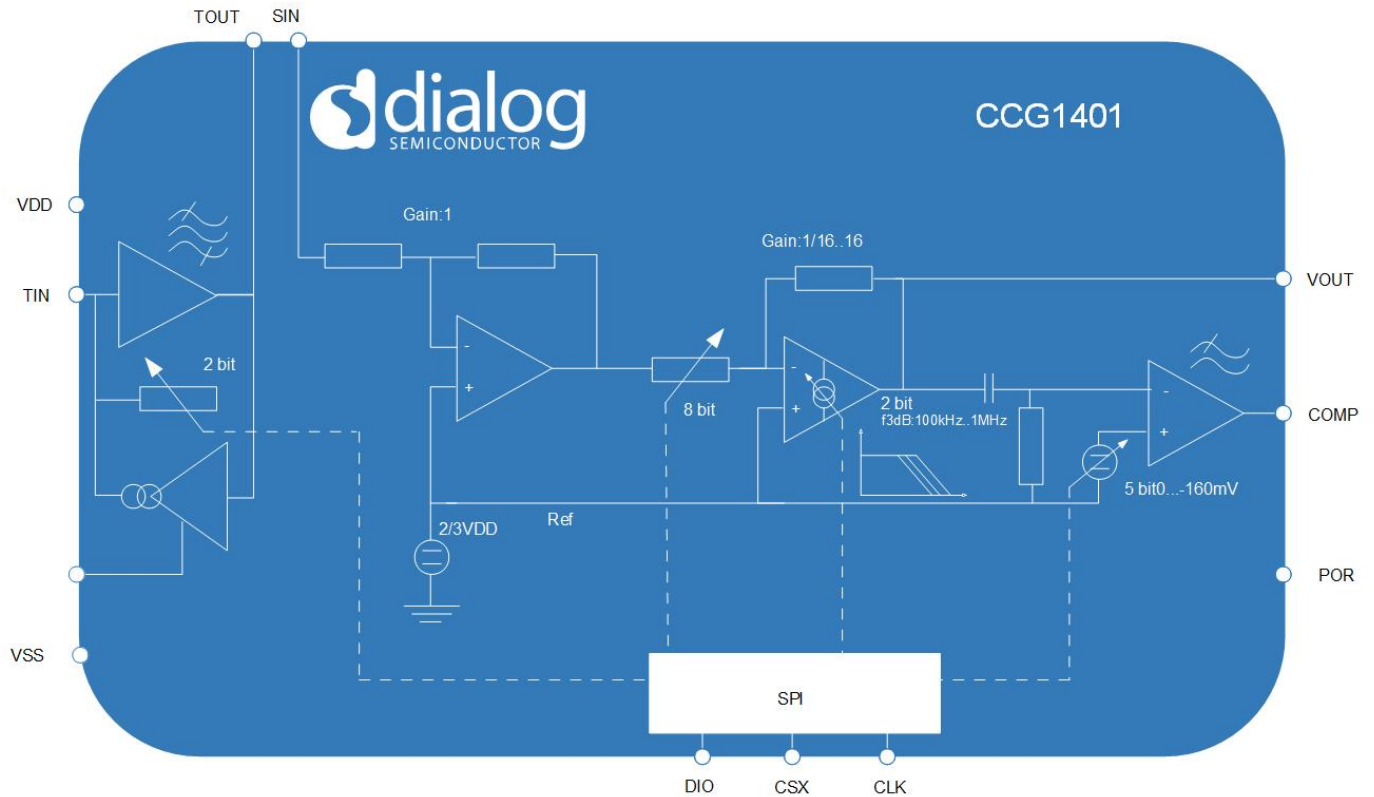 TOUT SIN
dialog
SEMICONDUCTOR
CCG1401
VDD
Gain:1
Gain:1/16..16
TIN
VOUT
2 bit
-
+
8 bit
-
+
2 bit
f3dB:100kHz..1MHz
-
+
COMP
5 bit0...-160mV
Ref
2/3VDD
POR
VSS
SPI
DIO
CSX
CLK